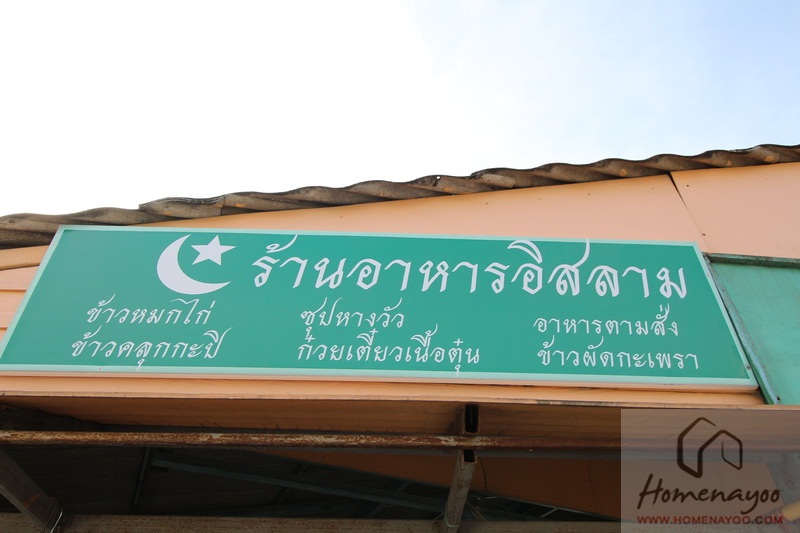 ร้านอาหารอิสลาม
ข้าวหมกไก่
ข้าวคลุกกะปิ
ซุปหางวัว
ก๋วยเตี๋ยวเนื้อตุ๋น
อาหารตามสั่ง
ข้าวผัดกะเพรา
Homenayoo
WWW.HOMENAYOO.COM